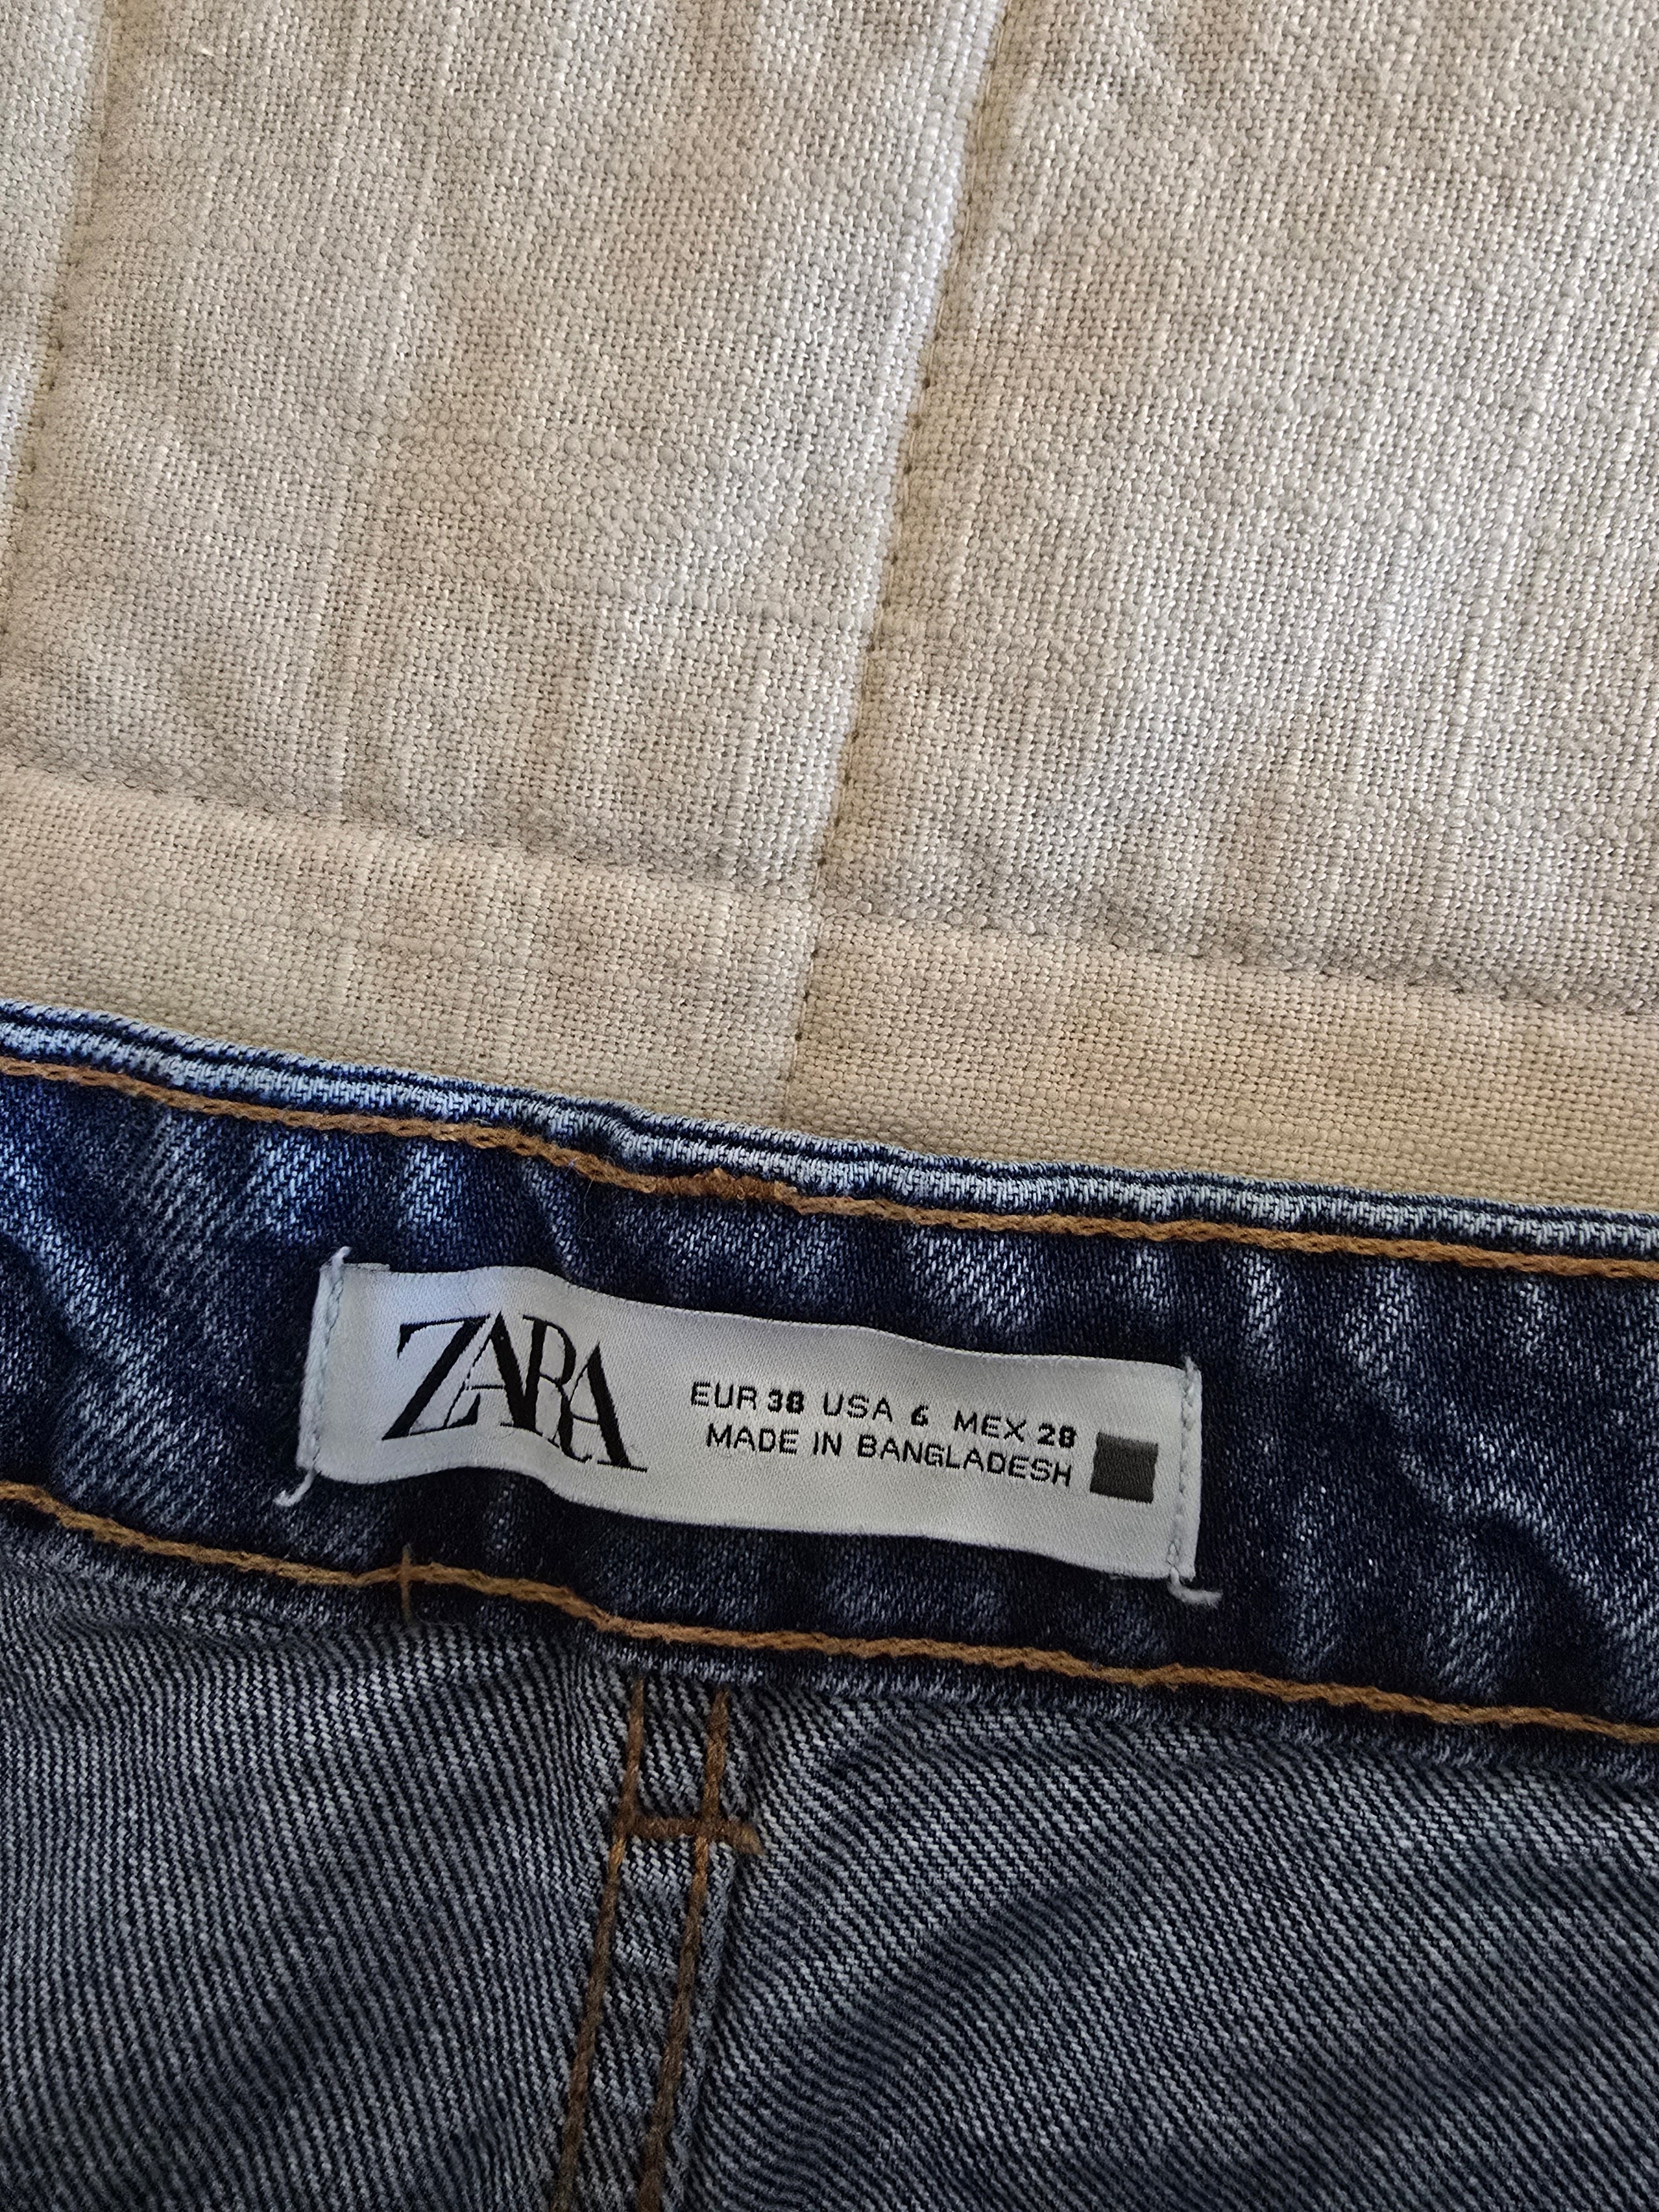 ZARA
EUR 38 USA 6 MEX 28
MADE IN BANGLADESH